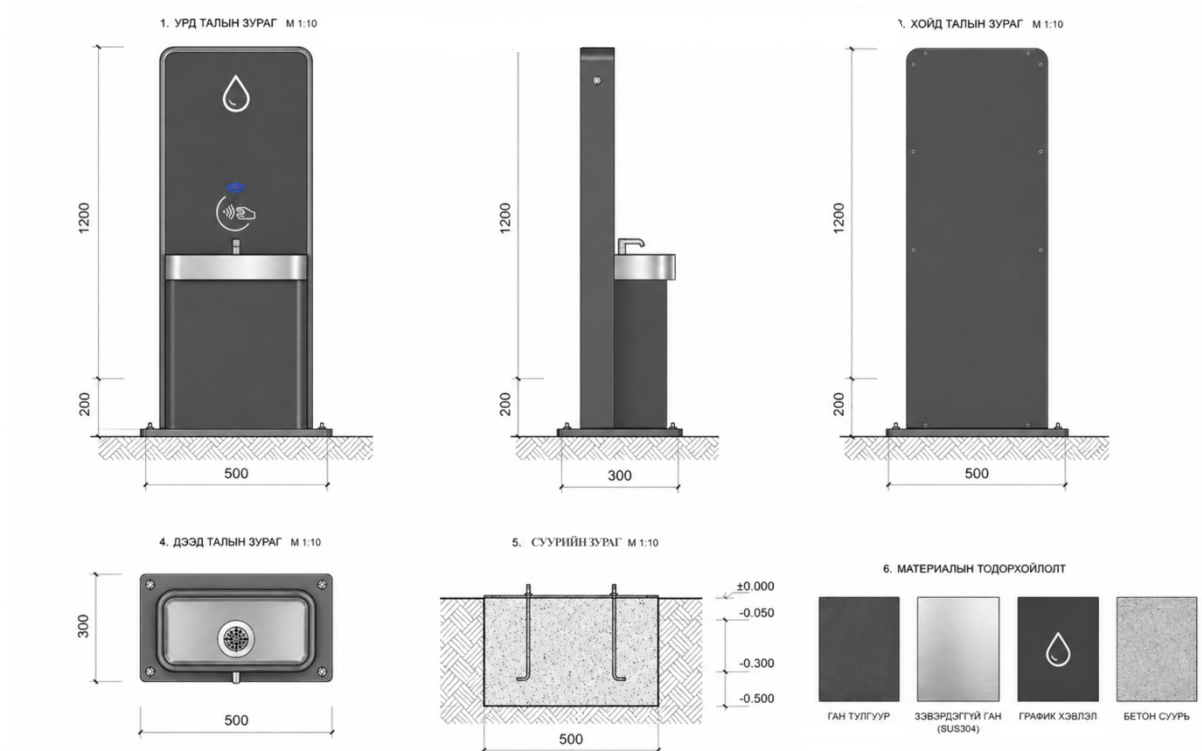 1. УРД ТАЛЫН ЗУРАГ М 1:10
1200
200
500
1200
200
300
3. ХОЙД ТАЛЫН ЗУРАГ М 1:10
1200
200
500
4. ДЭЭД ТАЛЫН ЗУРАГ М 1:10
300
500
5. СУУРИЙН ЗУРАГ М 1:10
±0.000
-0.050
-0.300
-0.500
500
6. МАТЕРИАЛЫН ТОДОРХОЙЛОЛТ
ГАН ТУЛГУУР
ЗЭВЭРДЭГГҮЙ ГАН
(SUS304)
ГРАФИК ХЭВЛЭЛ
БЕТОН СУУРЬ